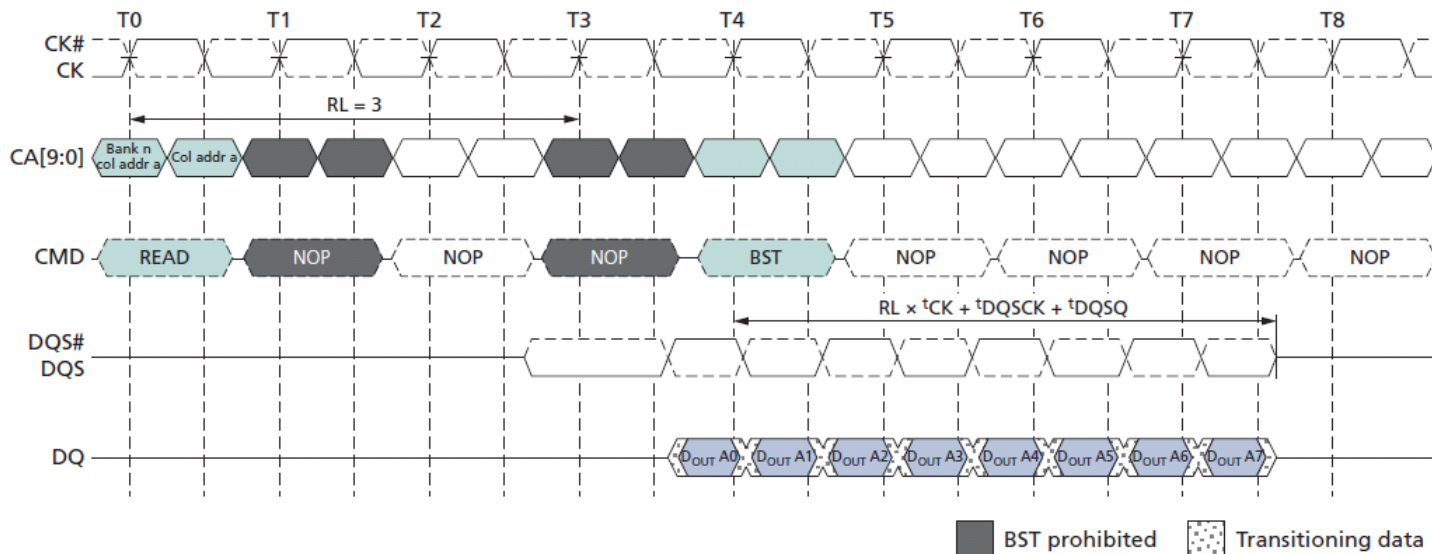 T0 T1 T2 T3 T4 T5 T6 T7 T8
CK#
CK
RL = 3
CA[9:0]
Bank n
col addr a
Col addr a
CMD
READ NOP NOP NOP BST NOP NOP NOP NOP
RL × tCK + tDQSCK + tDQSQ
DQS#
DQS
DQ
DOUT A0 DOUT A1 DOUT A2 DOUT A3 DOUT A4 DOUT A5 DOUT A6 DOUT A7
BST prohibited Transitioning data